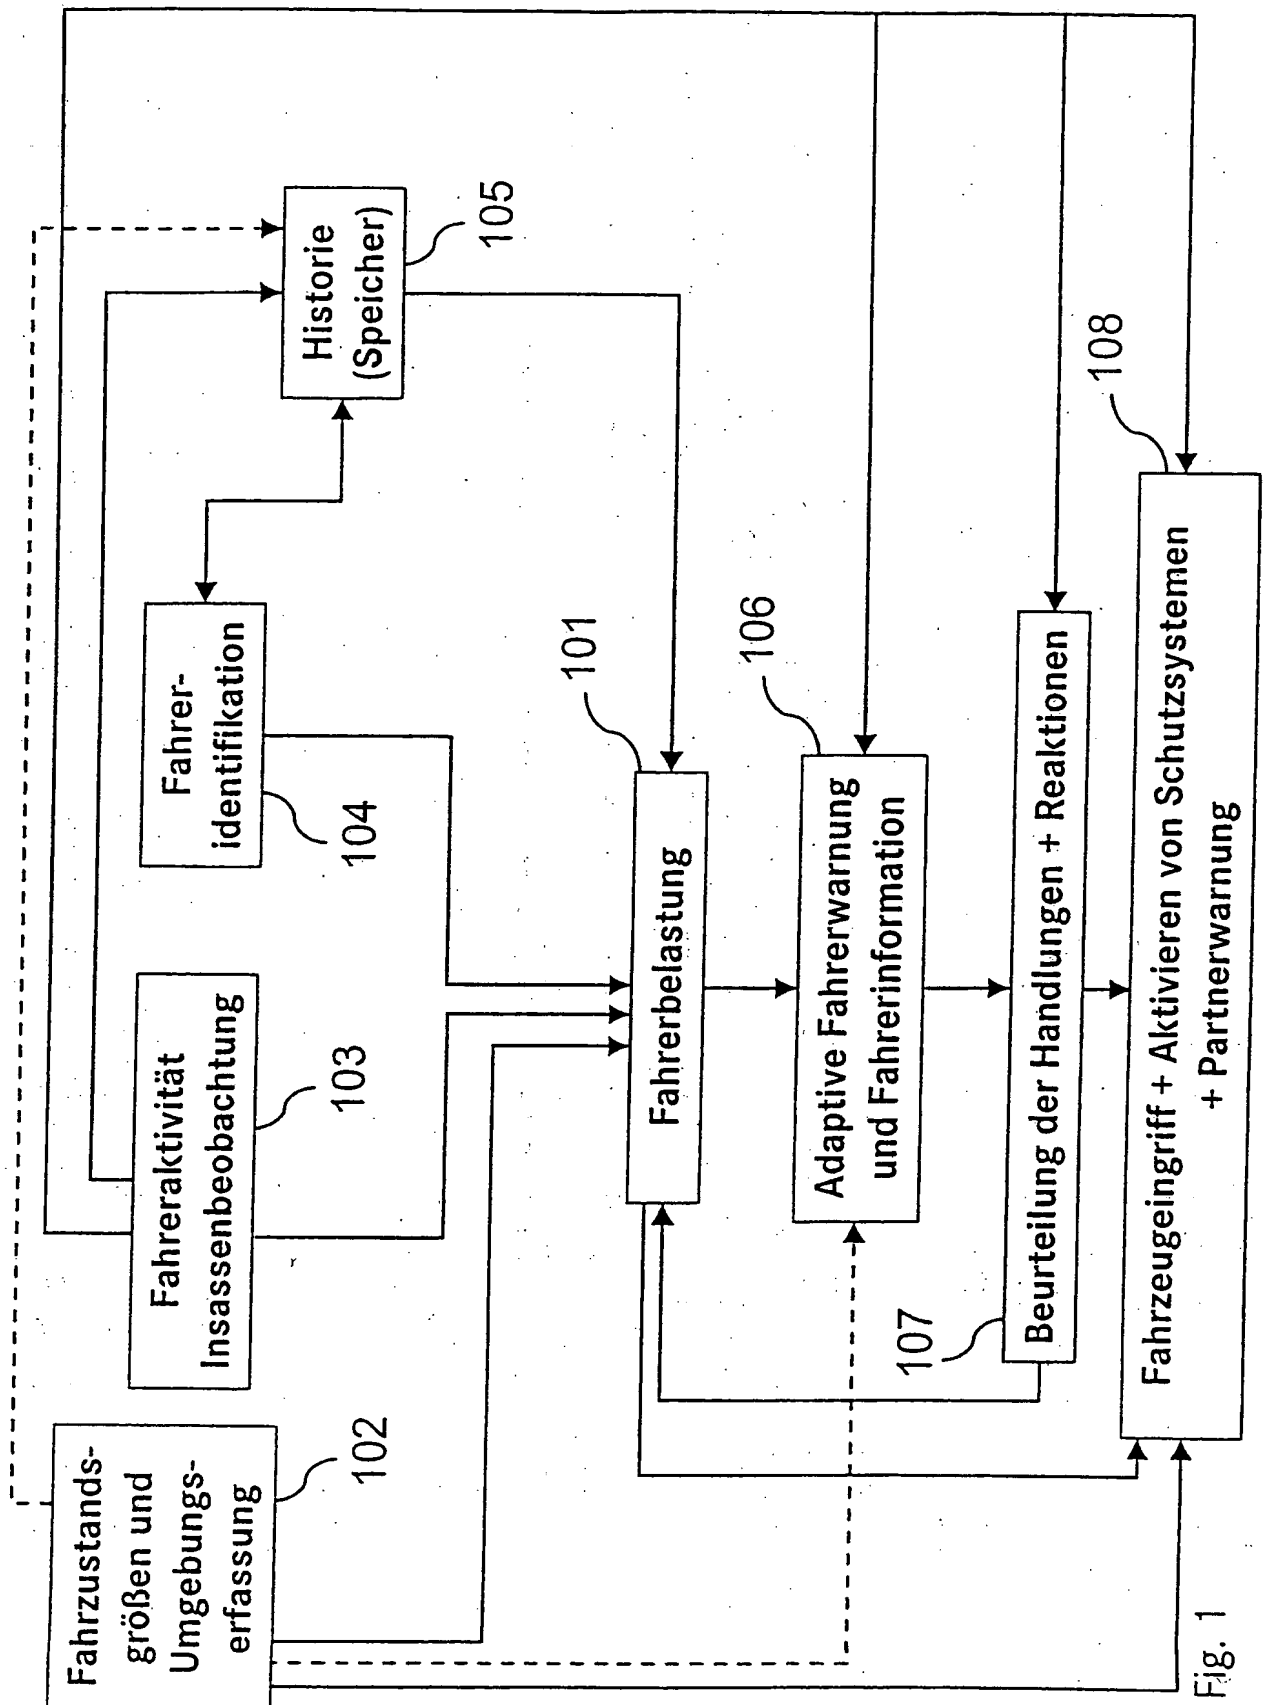 Fahrzustands-
größen und
Umgebungs-
erfassung
102
Fahreraktivität
Insassenbeobachtung
103
Fahrer-
identifikation
104
Historie
(Speicher)
105
Fahrerbelastung
101
Adaptive Fahrerwarnung
und Fahrerinformation
106
Beurteilung der Handlungen + Reaktionen
107
Fahrzeugeingriff + Aktivieren von Schutzsystemen
+ Partnerwarnung
108
Fig. 1